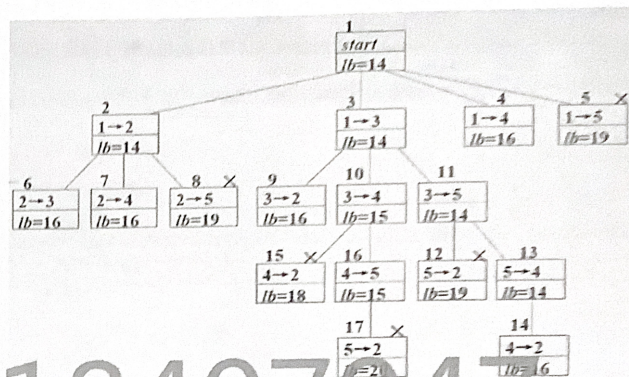 1
start
lb=14
2
1→2
lb=14
3
1→3
lb=14
4
1→4
lb=16
5 ×
1→5
lb=19
6
2→3
lb=16
7
2→4
lb=16
8 ×
2→5
lb=19
9
3→2
lb=16
10
3→4
lb=15
11
3→5
lb=14
15 ×
4→2
lb=18
16
4→5
lb=15
12 ×
5→2
lb=19
13
5→4
lb=14
17 ×
5→2
14
4→2
lb=16